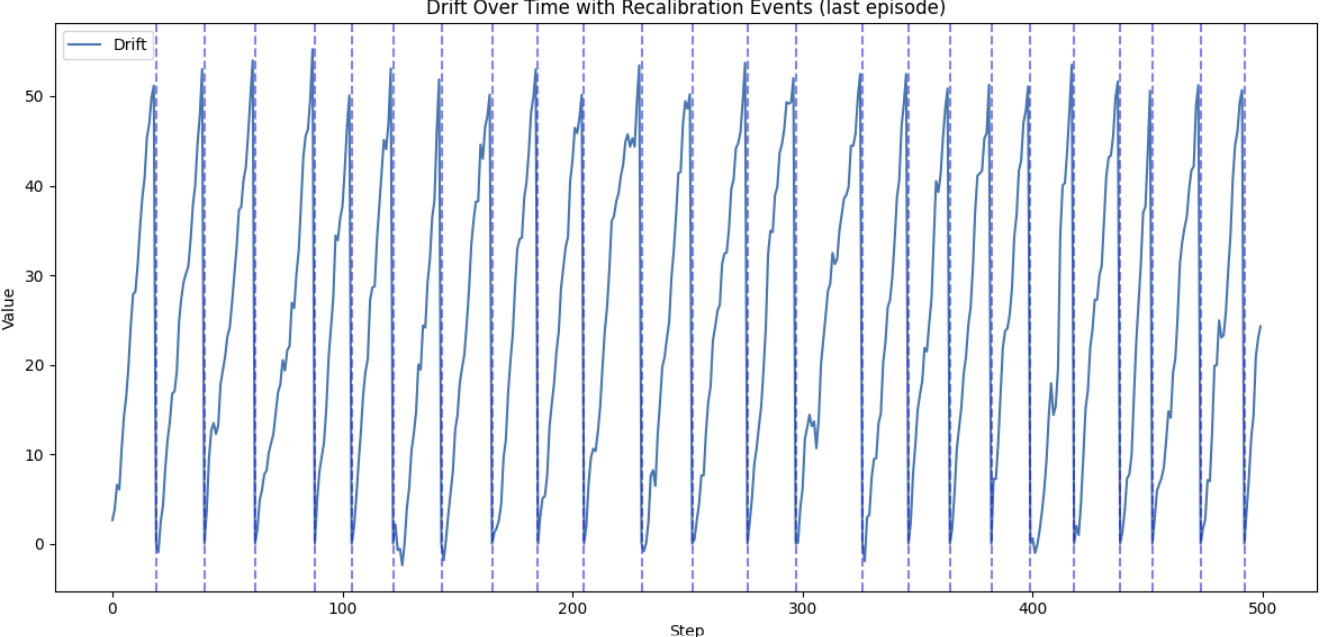 Drift Over Time with Recalibration Events (last episode)
Drift
Value
50
40
30
20
10
0
0 100 200 300 400 500
Step